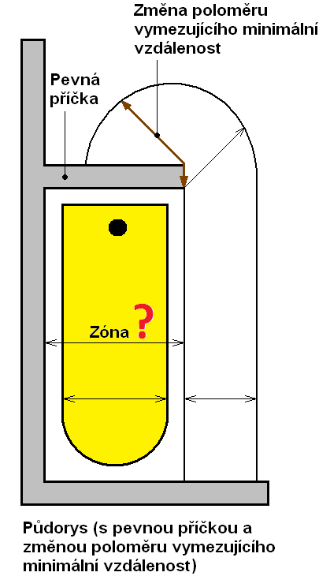 Změna poloměru
vymezujícího minimální
vzdálenost
Pevná
příčka
Zóna ?
Půdorys (s pevnou příčkou a
změnou poloměru vymezujícího
minimální vzdálenost)